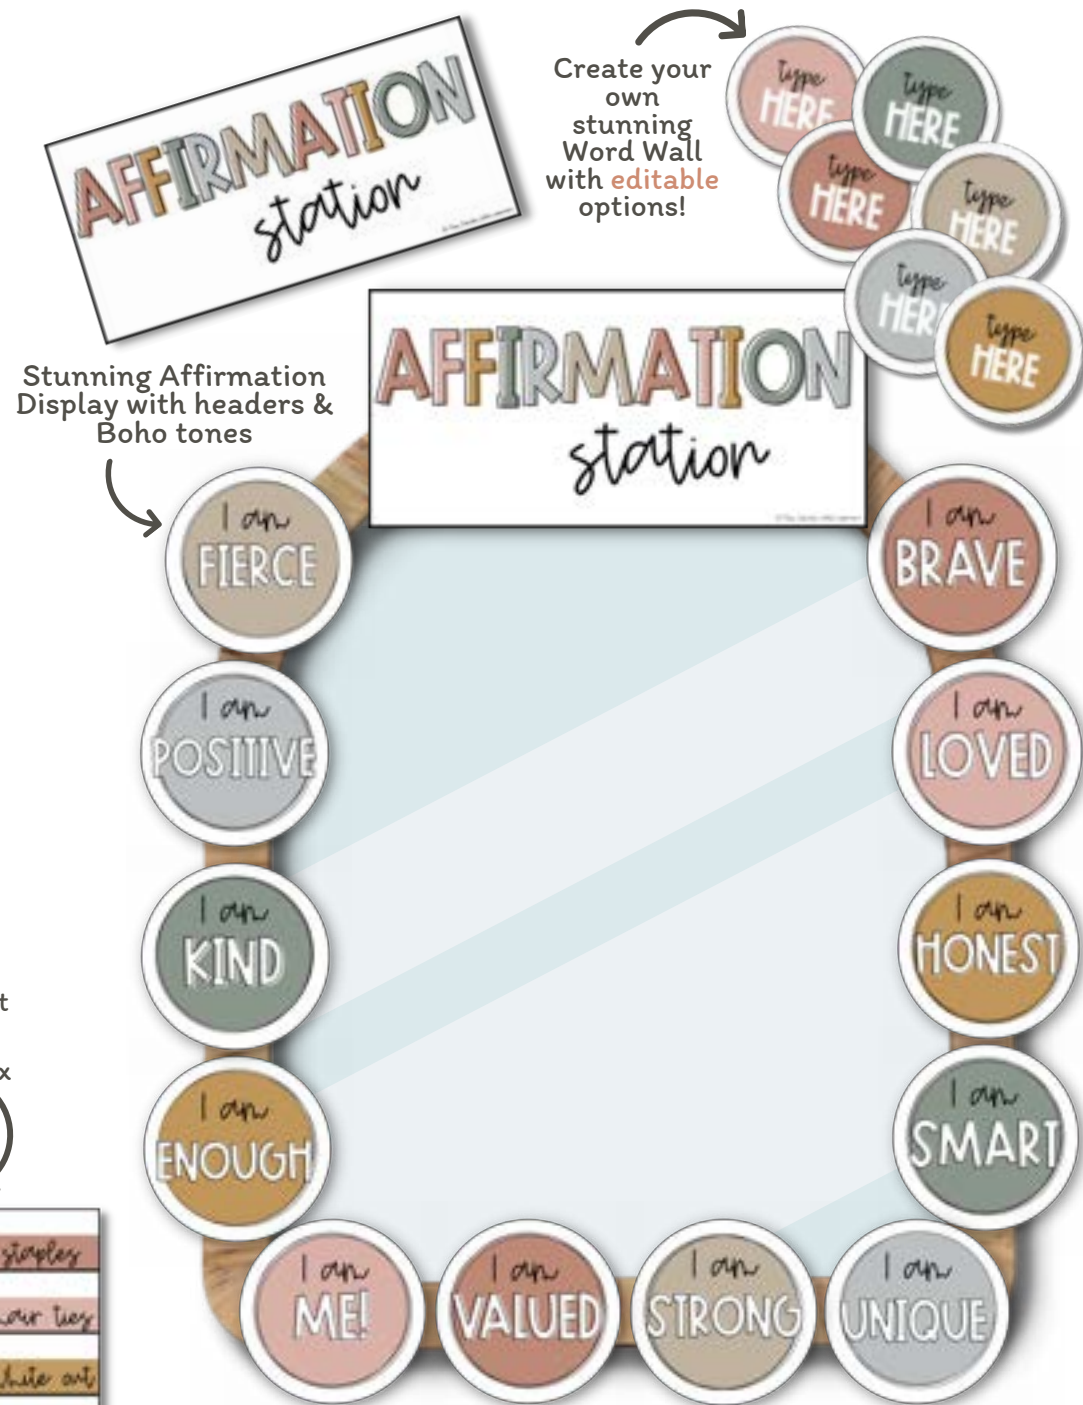 AFFIRMATION
station
Create your
own
stunning
Word Wall
with editable
options!
type
HERE
type
HERE
type
HERE
type
HERE
type
HERE
type
HERE
Stunning Affirmation
Display with headers &
Boho tones
AFFIRMATION
station
I am
FIERCE
I am
BRAVE
I am
POSITIVE
I am
LOVED
I am
KIND
I am
HONEST
I am
ENOUGH
I am
SMART
I am
ME!
I am
VALUED
I am
STRONG
I am
UNIQUE
staples
ties